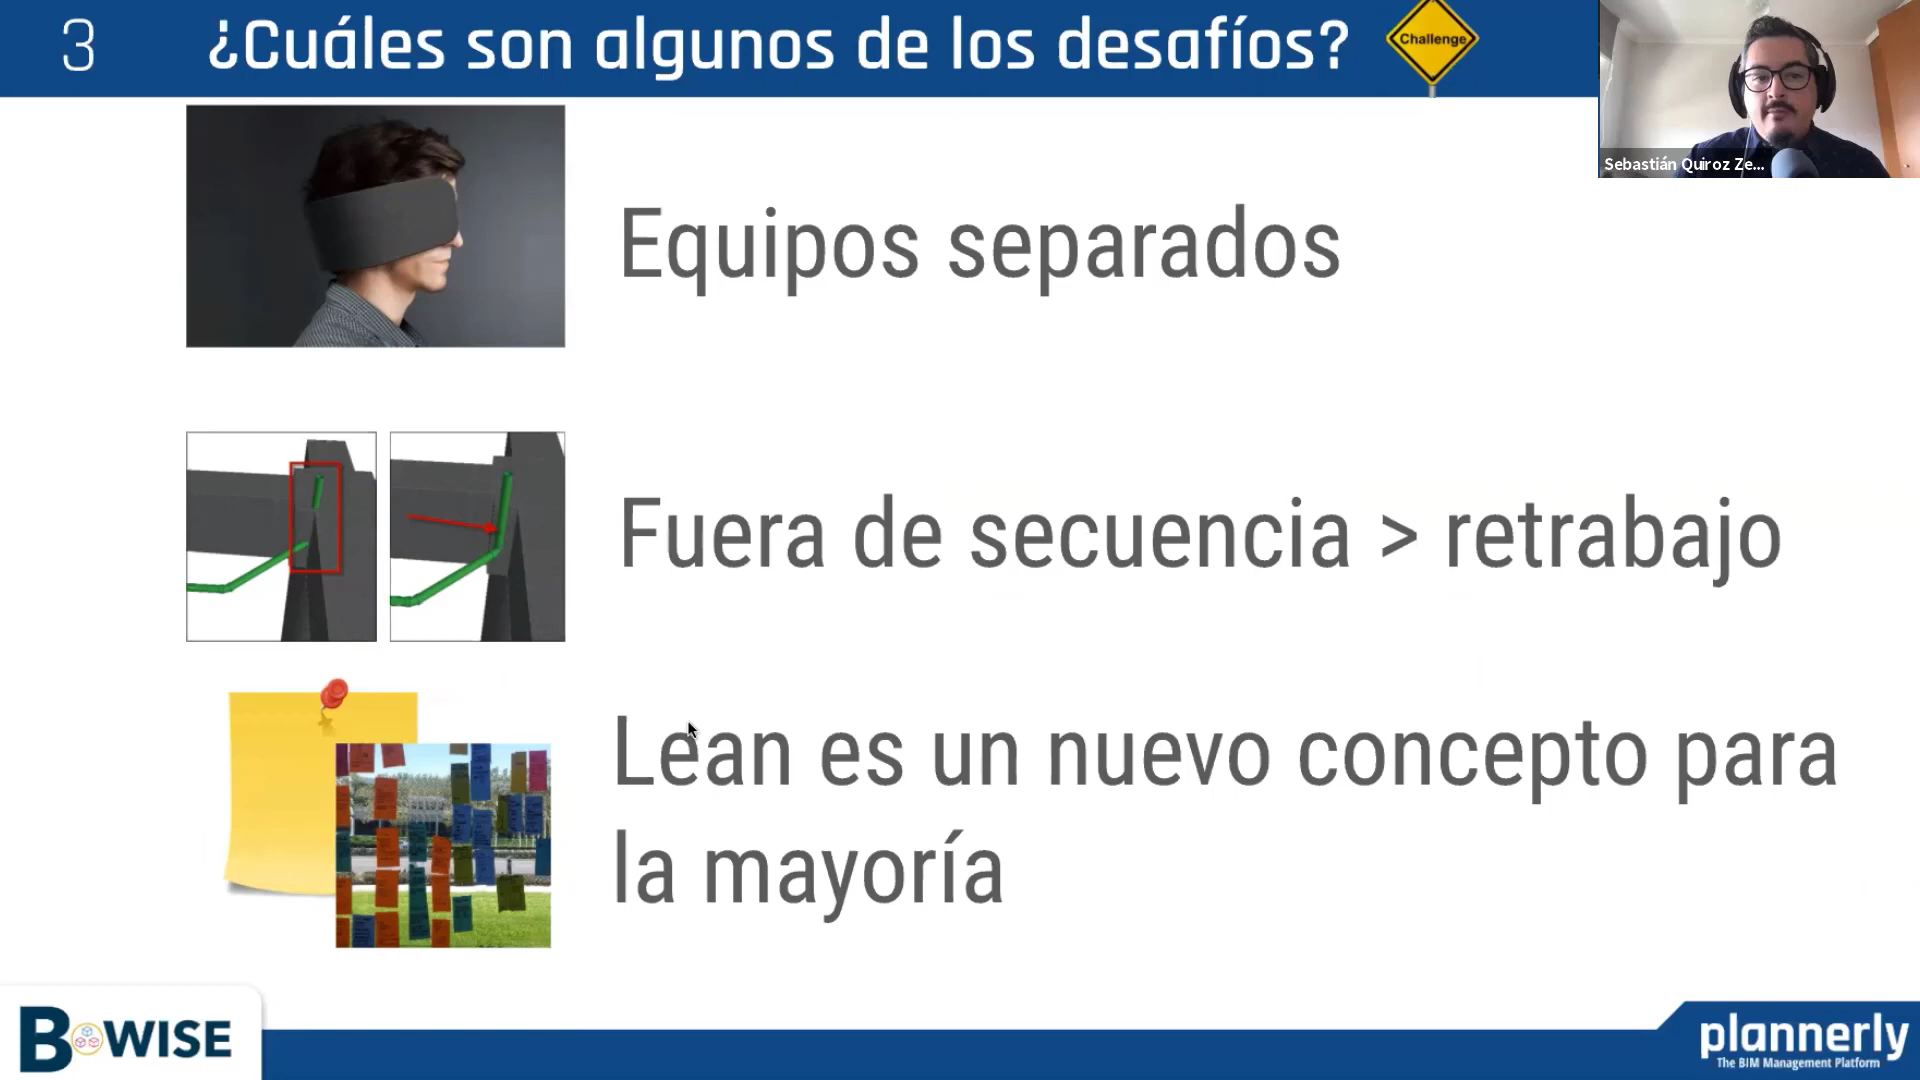 3
¿Cuáles son algunos de los desafíos?
Challenge
Sebastián Quiroz Ze...
Equipos separados
Fuera de secuencia > retrabajo
Lean es un nuevo concepto para
la mayoría
B WISE
plannerly
The BIM Management Platform